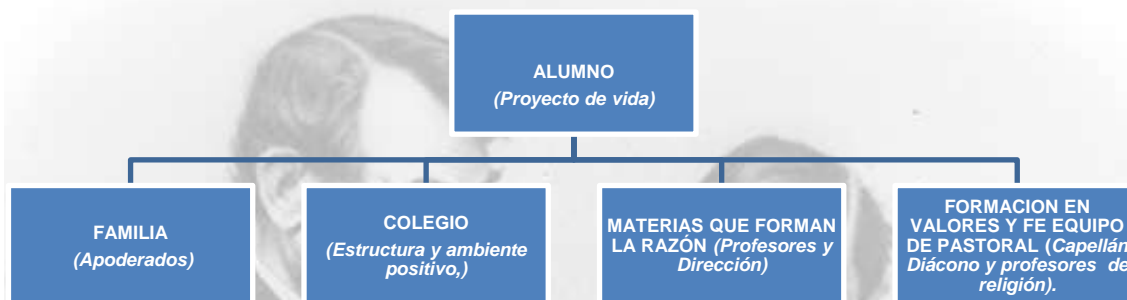 ALUMNO
(Proyecto de vida)
FAMILIA
(Apoderados)
COLEGIO
(Estructura y ambiente
positivo,)
MATERIAS QUE FORMAN
LA RAZÓN (Profesores y
Dirección)
FORMACION EN
VALORES Y FE EQUIPO
DE PASTORAL (Capellán
Diácono y profesores de
religión).